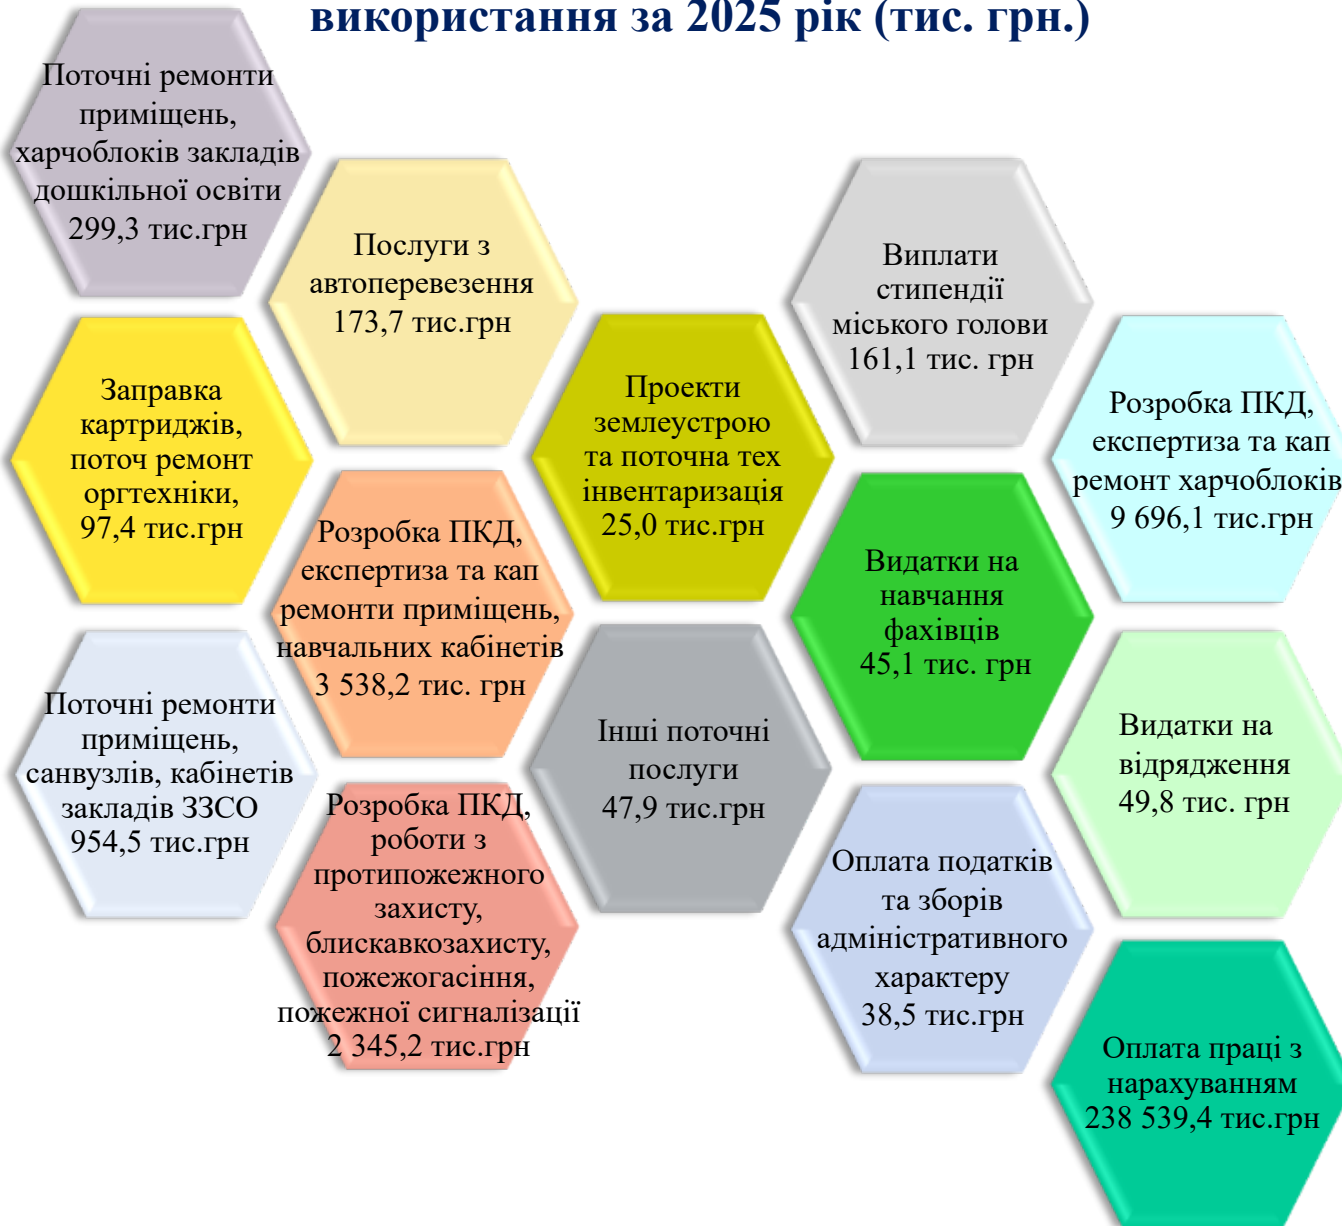 використання за 2025 рік (тис. грн.)
Поточні ремонти
приміщень,
харчоблоків закладів
дошкільної освіти
299,3 тис.грн
Послуги з
автоперевезення
173,7 тис.грн
Виплати
стипендії
міського голови
161,1 тис. грн
Заправка
картриджів,
поточ ремонт
оргтехніки,
97,4 тис.грн
Проекти
землеустрою
та поточна тех
інвентаризація
25,0 тис.грн
Розробка ПКД,
експертиза та кап
ремонт харчоблоків
9 696,1 тис.грн
Розробка ПКД,
експертиза та кап
ремонти приміщень,
навчальних кабінетів
3 538,2 тис. грн
Видатки на
навчання
фахівців
45,1 тис. грн
Поточні ремонти
приміщень,
санвузлів, кабінетів
закладів ЗЗСО
954,5 тис.грн
Інші поточні
послуги
47,9 тис.грн
Видатки на
відрядження
49,8 тис. грн
Розробка ПКД,
роботи з
протипожежного
захисту,
блискавкозахисту,
пожежогасіння,
пожежної сигналізації
2 345,2 тис.грн
Оплата податків
та зборів
адміністративного
характеру
38,5 тис.грн
Оплата праці з
нарахуванням
238 539,4 тис.грн